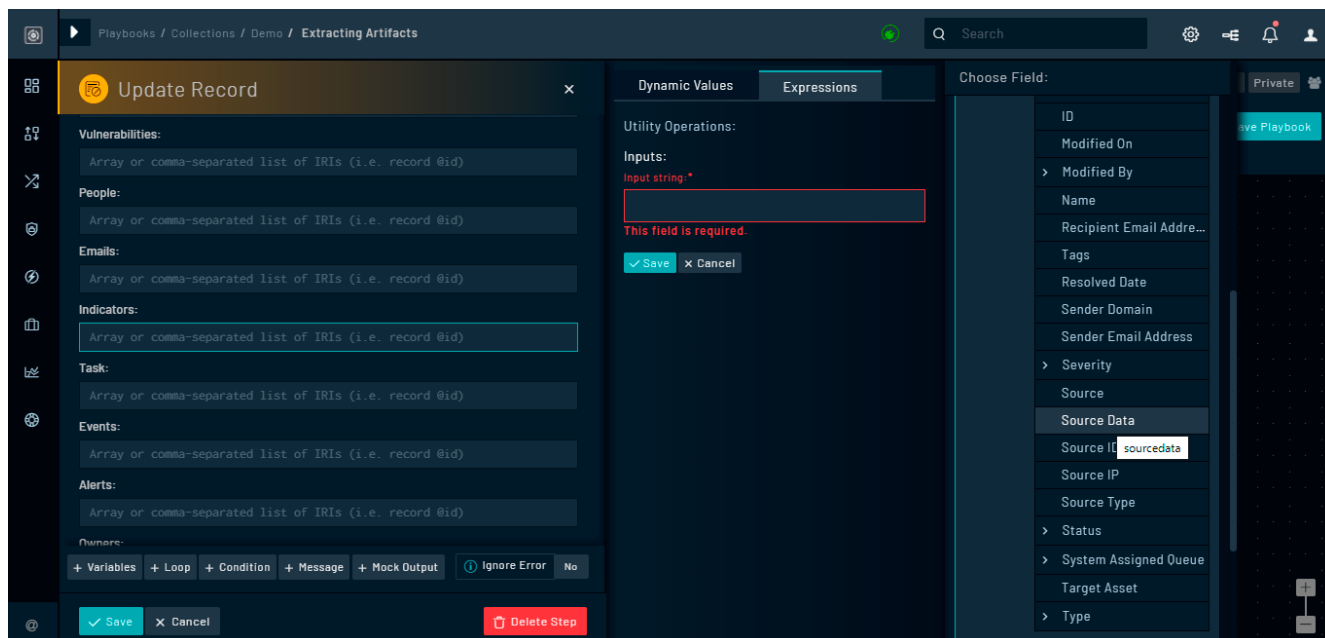 Playbooks / Collections / Demo / Extracting Artifacts
Search
Update Record
Vulnerabilities:
Array or comma-separated list of IRIs (i.e. record @id)
People:
Array or comma-separated list of IRIs (i.e. record @id)
Emails:
Array or comma-separated list of IRIs (i.e. record @id)
Indicators:
Array or comma-separated list of IRIs (i.e. record @id)
Task:
Array or comma-separated list of IRIs (i.e. record @id)
Events:
Array or comma-separated list of IRIs (i.e. record @id)
Alerts:
Array or comma-separated list of IRIs (i.e. record @id)
Owners:
+ Variables + Loop + Condition + Message + Mock Output Ignore Error No
Save × Cancel Delete Step
@
Dynamic Values Expressions
Utility Operations:
Inputs:
Input string:*
This field is required.
Save × Cancel
Choose Field:
ID
Modified On
> Modified By
Name
Recipient Email Addre...
Tags
Resolved Date
Sender Domain
Sender Email Address
> Severity
Source
Source Data
Source I
sourcedata
Source IP
Source Type
> Status
> System Assigned Queue
Target Asset
> Type
Private
ave Playbook